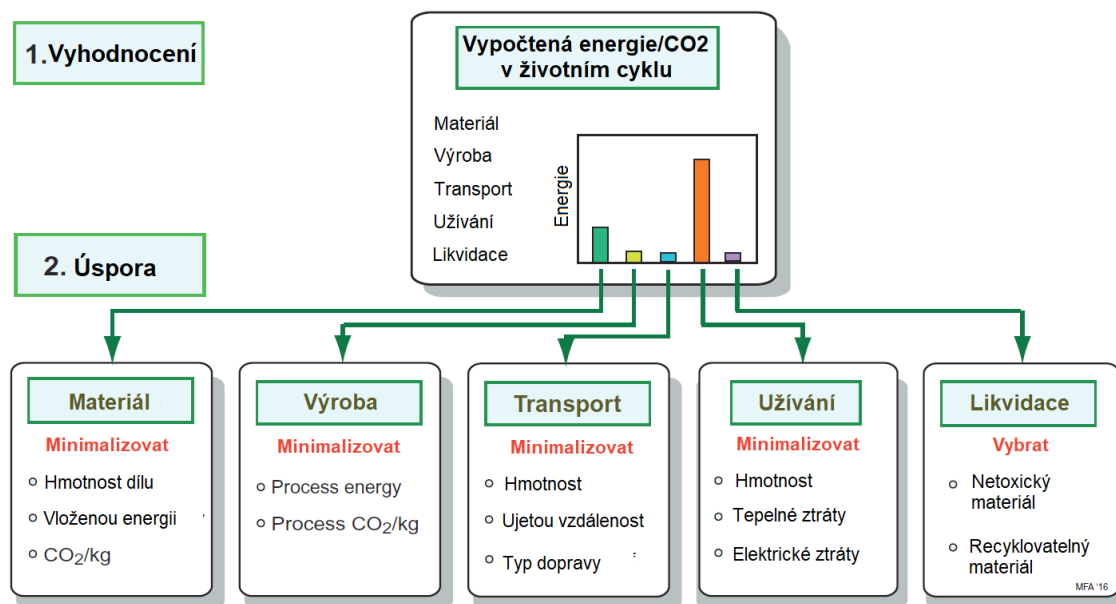 1. Vyhodnocení
Vypočtená energie/CO2
v životním cyklu
Materiál
Výroba
Transport
Užívání
Likvidace
Energie
2. Úspora
Materiál
Minimalizovat
Hmotnost dílu
Vloženou energii
CO₂/kg
Výroba
Minimalizovat
Process energy
Process CO₂/kg
Transport
Minimalizovat
Hmotnost
Ujetou vzdálenost
Typ dopravy
Užívání
Minimalizovat
Hmotnost
Tepelné ztráty
Elektrické ztráty
Likvidace
Vybrat
Netoxický
materiál
Recyklovatelný
materiál
MFA '16